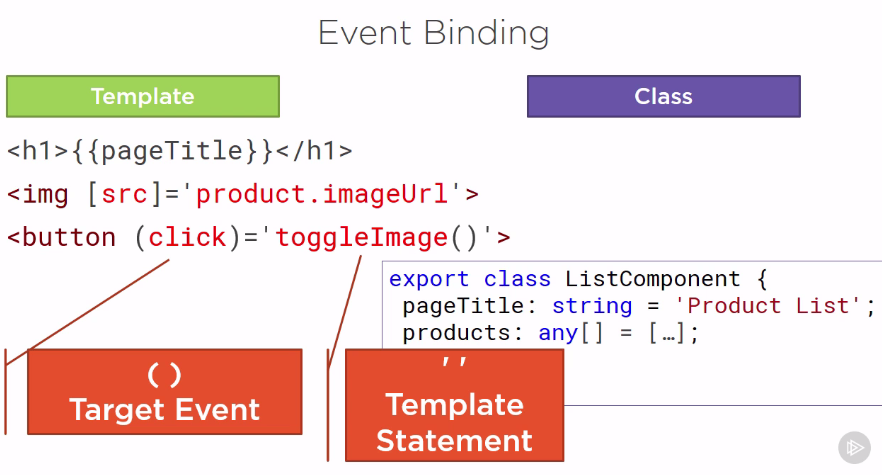 Event Binding
Template
Class
<h1>{{pageTitle}}</h1>
<img [src]='product.imageUrl'>
<button (click)='toggleImage()'>
export class ListComponent {
pageTitle: string = 'Product List';
products: any[] = […];
()
Target Event
' '
Template
Statement